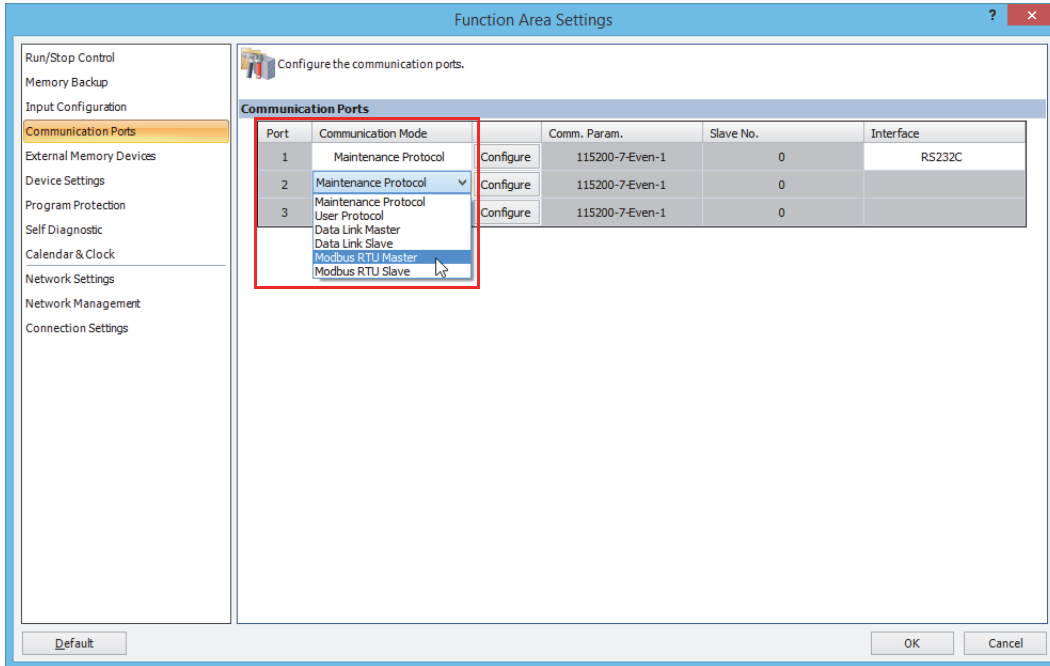 Function Area Settings
? ×
Run/Stop Control
Memory Backup
Input Configuration
Communication Ports
External Memory Devices
Device Settings
Program Protection
Self Diagnostic
Calendar & Clock
Network Settings
Network Management
Connection Settings
Configure the communication ports.
Communication Ports
Port Communication Mode Comm. Param. Slave No. Interface
1 Maintenance Protocol Configure 115200-7-Even-1 0 RS232C
2 Maintenance Protocol Configure 115200-7-Even-1 0
3 Configure 115200-7-Even-1 0
Maintenance Protocol
User Protocol
Data Link Master
Data Link Slave
Modbus RTU Master
Modbus RTU Slave
Default OK Cancel